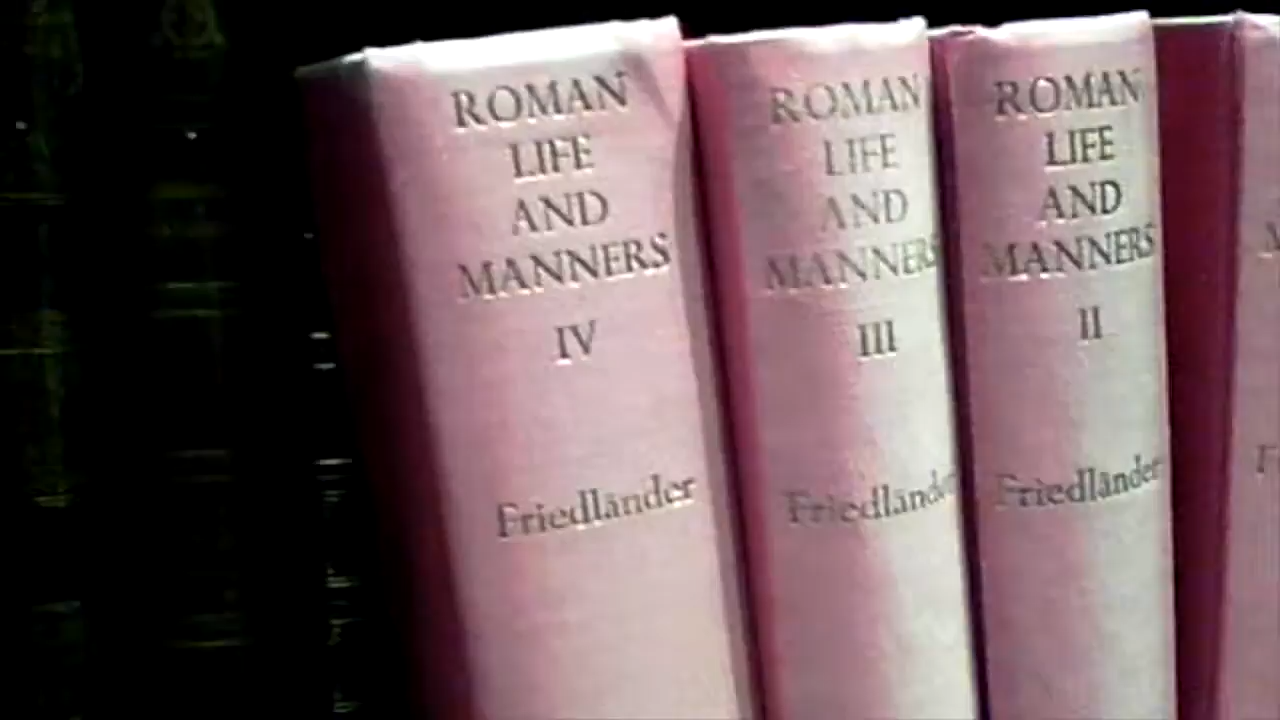 ROMAN
LIFE
AND
MANNERS
IV
Friedländer
ROMAN
LIFE
AND
MANNERS
III
Friedländer
ROMAN
LIFE
AND
MANNERS
II
Friedländer